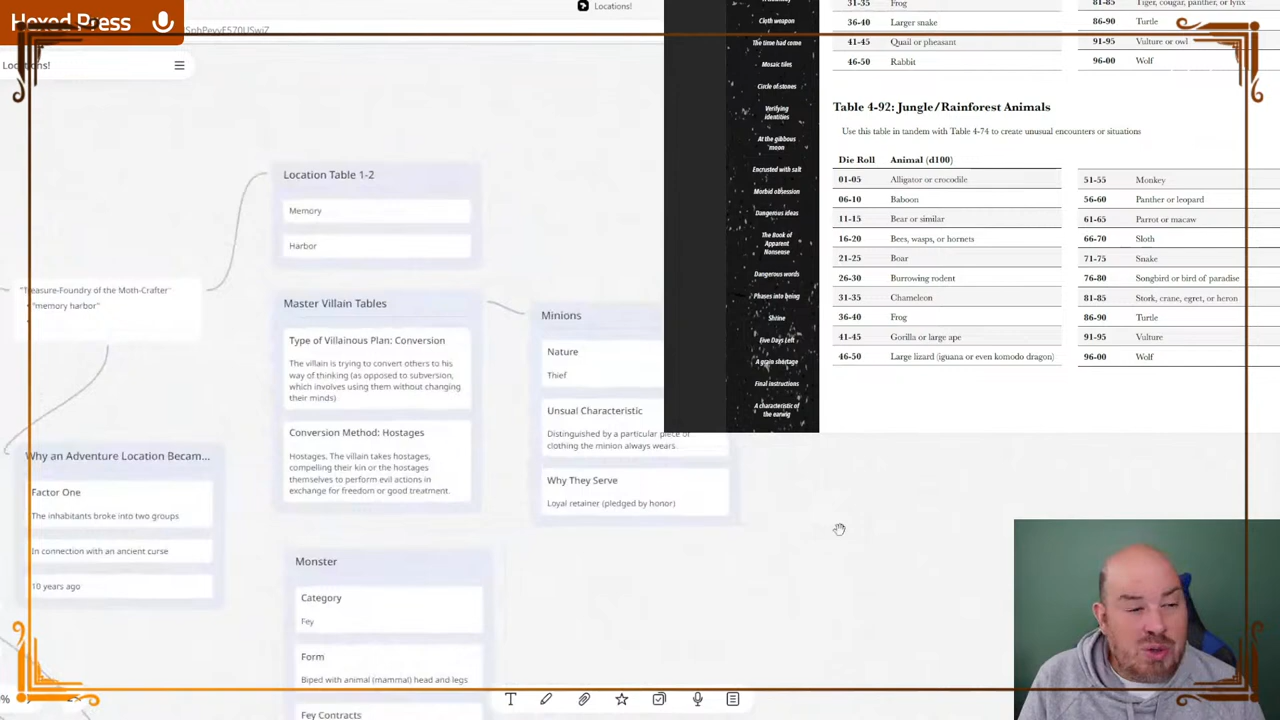 Hexed Press
Locations!
SphPeyyE570USwiZ
Locations!
Location Table 1-2
Memory
Harbor
"Treasure-Foundry of the Moth-Crafter"
"memory harbor"
Master Villain Tables
Type of Villainous Plan: Conversion
The villain is trying to convert others to his
way of thinking (as opposed to subversion,
which involves using them without changing
their minds)
Conversion Method: Hostages
Hostages. The villain takes hostages,
compelling their kin or the hostages
themselves to perform evil actions in
exchange for freedom or good treatment.
Minions
Nature
Thief
Unsual Characteristic
Distinguished by a particular piece of
clothing the minion always wears
Why They Serve
Loyal retainer (pledged by honor)
Why an Adventure Location Becam...
Factor One
The inhabitants broke into two groups
In connection with an ancient curse
10 years ago
Monster
Category
Fey
Form
Biped with animal (mammal) head and legs
Fey Contracts
Cloth weapon
The time had come
Mosaic tiles
Circle of stones
Verifying
identities
At the gibbous
moon
Encrusted with salt
Morbid obsession
Dangerous ideas
The Book of
Apparent
Nonsense
Dangerous words
Phases into being
Shrine
Five Days Left
A grain shortage
Final instructions
A characteristic of
the earwig
31-35 Frog
36-40 Larger snake
41-45 Quail or pheasant
46-50 Rabbit
81-85 Tiger, cougar, panther, or lynx
86-90 Turtle
91-95 Vulture or owl
96-00 Wolf
Table 4-92: Jungle/Rainforest Animals
Use this table in tandem with Table 4-74 to create unusual encounters or situations
Die Roll Animal (d100)
01-05 Alligator or crocodile
06-10 Baboon
11-15 Bear or similar
16-20 Bees, wasps, or hornets
21-25 Boar
26-30 Burrowing rodent
31-35 Chameleon
36-40 Frog
41-45 Gorilla or large ape
46-50 Large lizard (iguana or even komodo dragon)
51-55 Monkey
56-60 Panther or leopard
61-65 Parrot or macaw
66-70 Sloth
71-75 Snake
76-80 Songbird or bird of paradise
81-85 Stork, crane, egret, or heron
86-90 Turtle
91-95 Vulture
96-00 Wolf
%